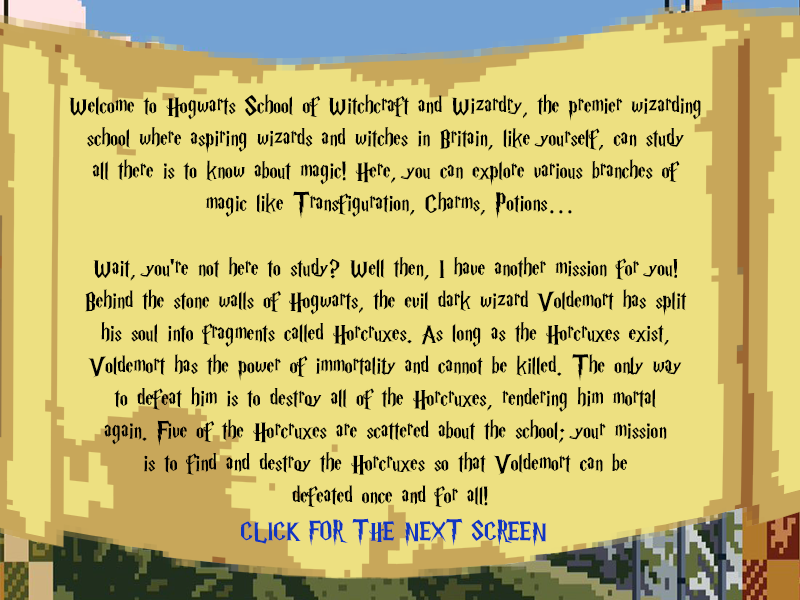 Welcome to Hogwarts School of Witchcraft and Wizardry, the premier wizarding
school where aspiring wizards and witches in Britain, like yourself, can study
all there is to know about magic! Here, you can explore various branches of
magic like Transfiguration, Charms, Potions...
Wait, you're not here to study? Well then, I have another mission for you!
Behind the stone walls of Hogwarts, the evil dark wizard Voldemort has split
his soul into fragments called Horcruxes. As long as the Horcruxes exist,
Voldemort has the power of immortality and cannot be killed. The only way
to defeat him is to destroy all of the Horcruxes, rendering him mortal
again. Five of the Horcruxes are scattered about the school; your mission
is to find and destroy the Horcruxes so that Voldemort can be
defeated once and for all!
CLICK FOR THE NEXT SCREEN